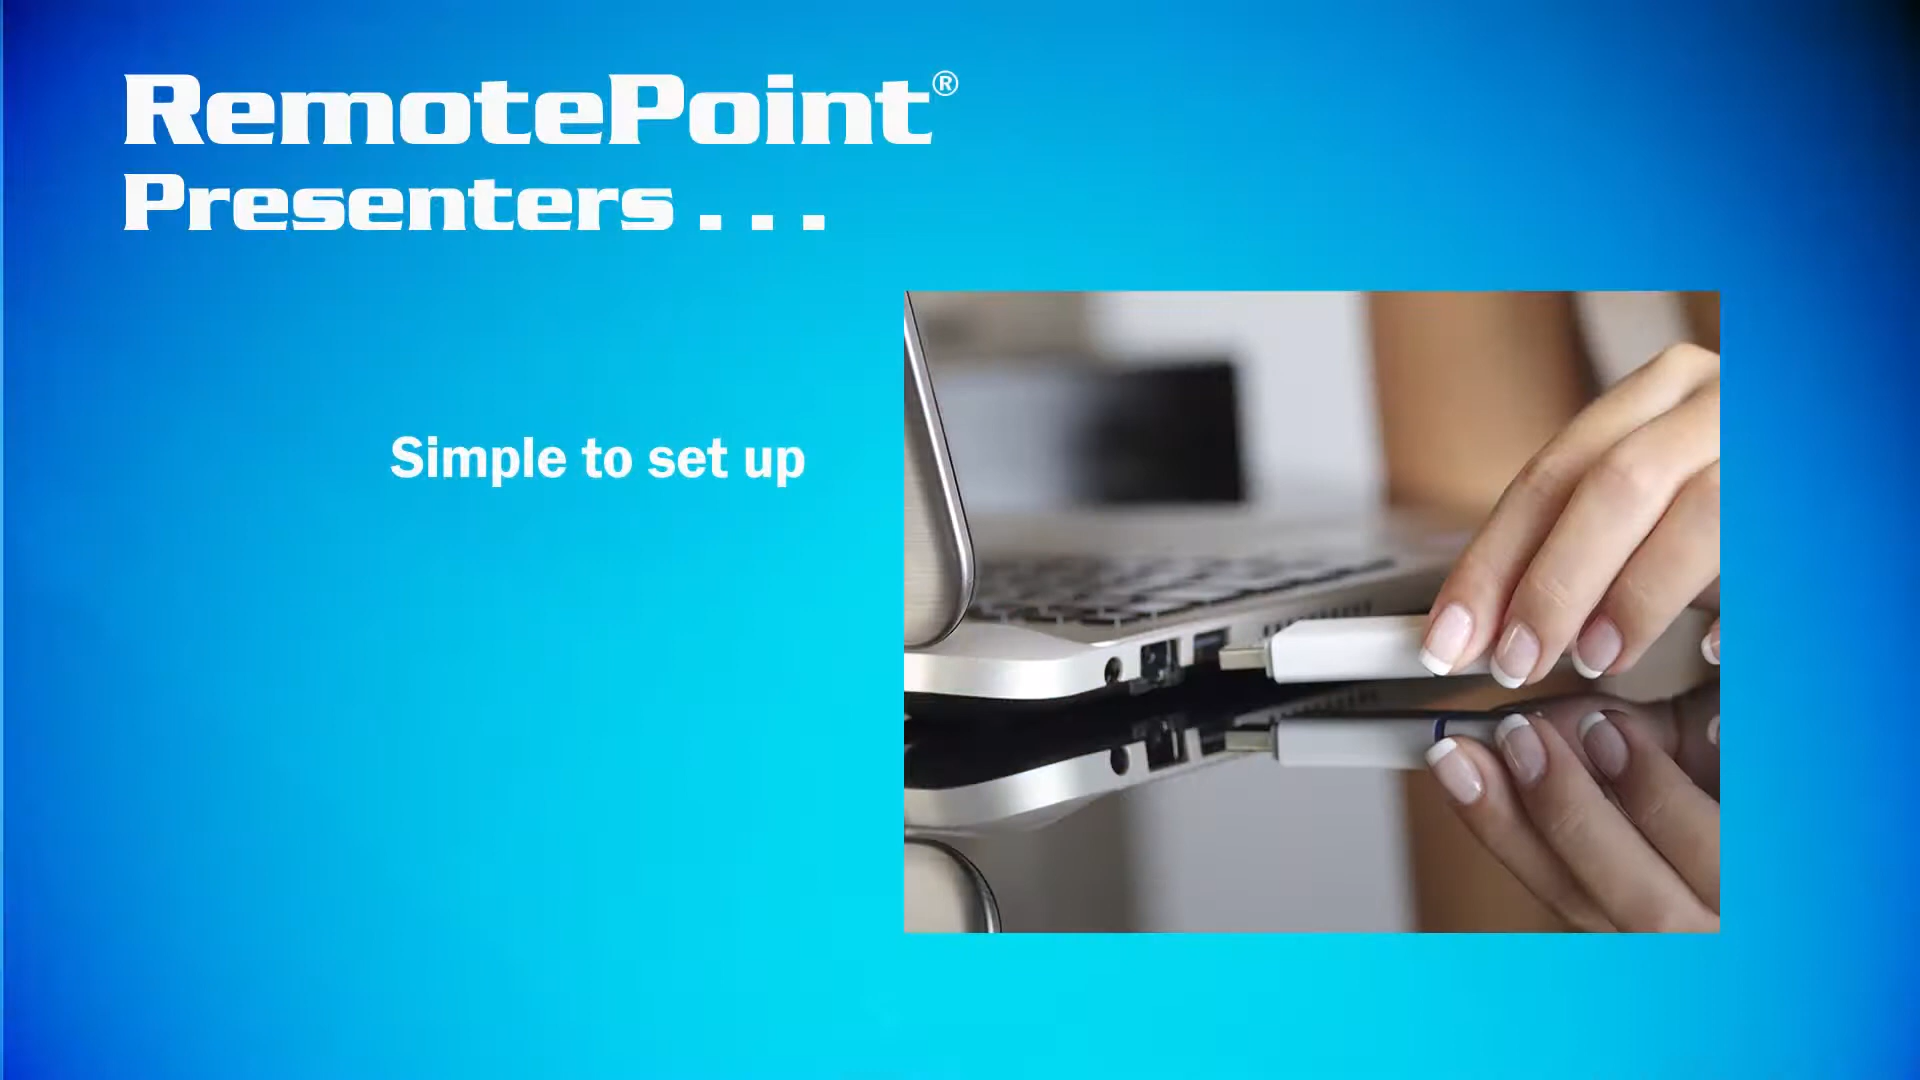 RemotePoint®
Presenters . . .
Simple to set up